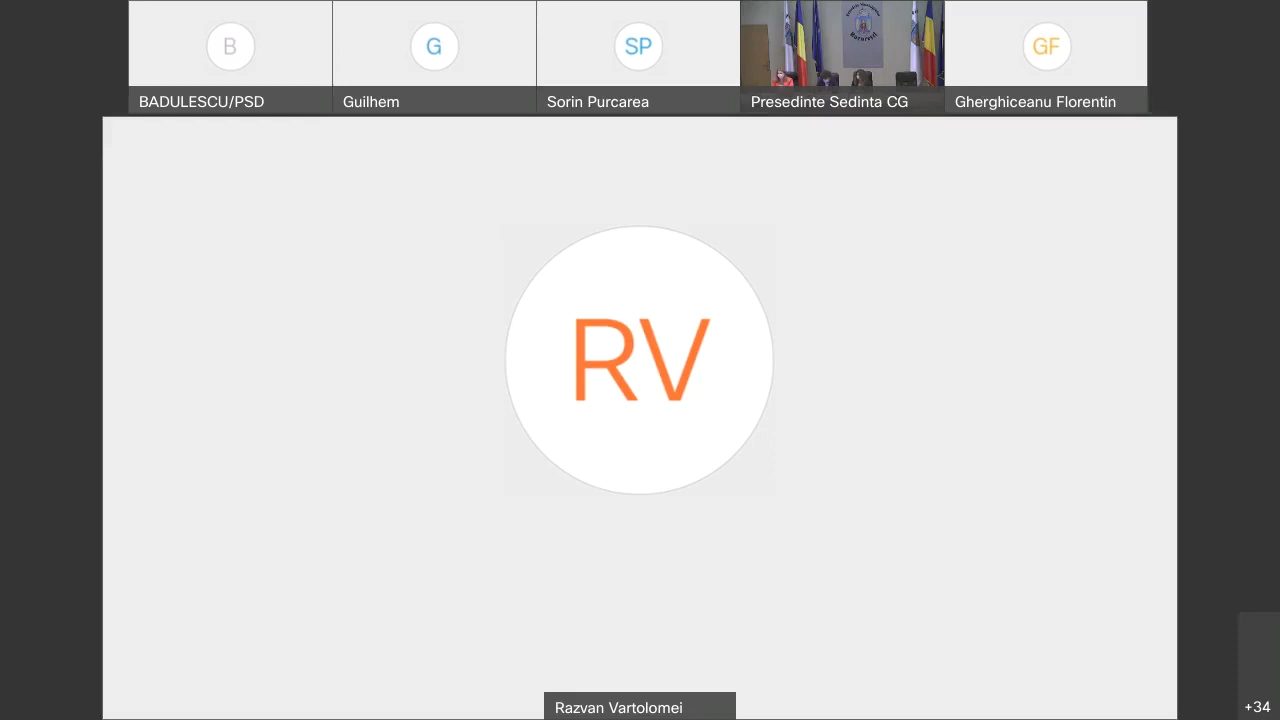 B
G
SP
GF
BADULESCU/PSD
Guilhem
Sorin Purcarea
Presedinte Sedinta CG
Gherghiceanu Florentin
RV
Razvan Vartolomei
+34